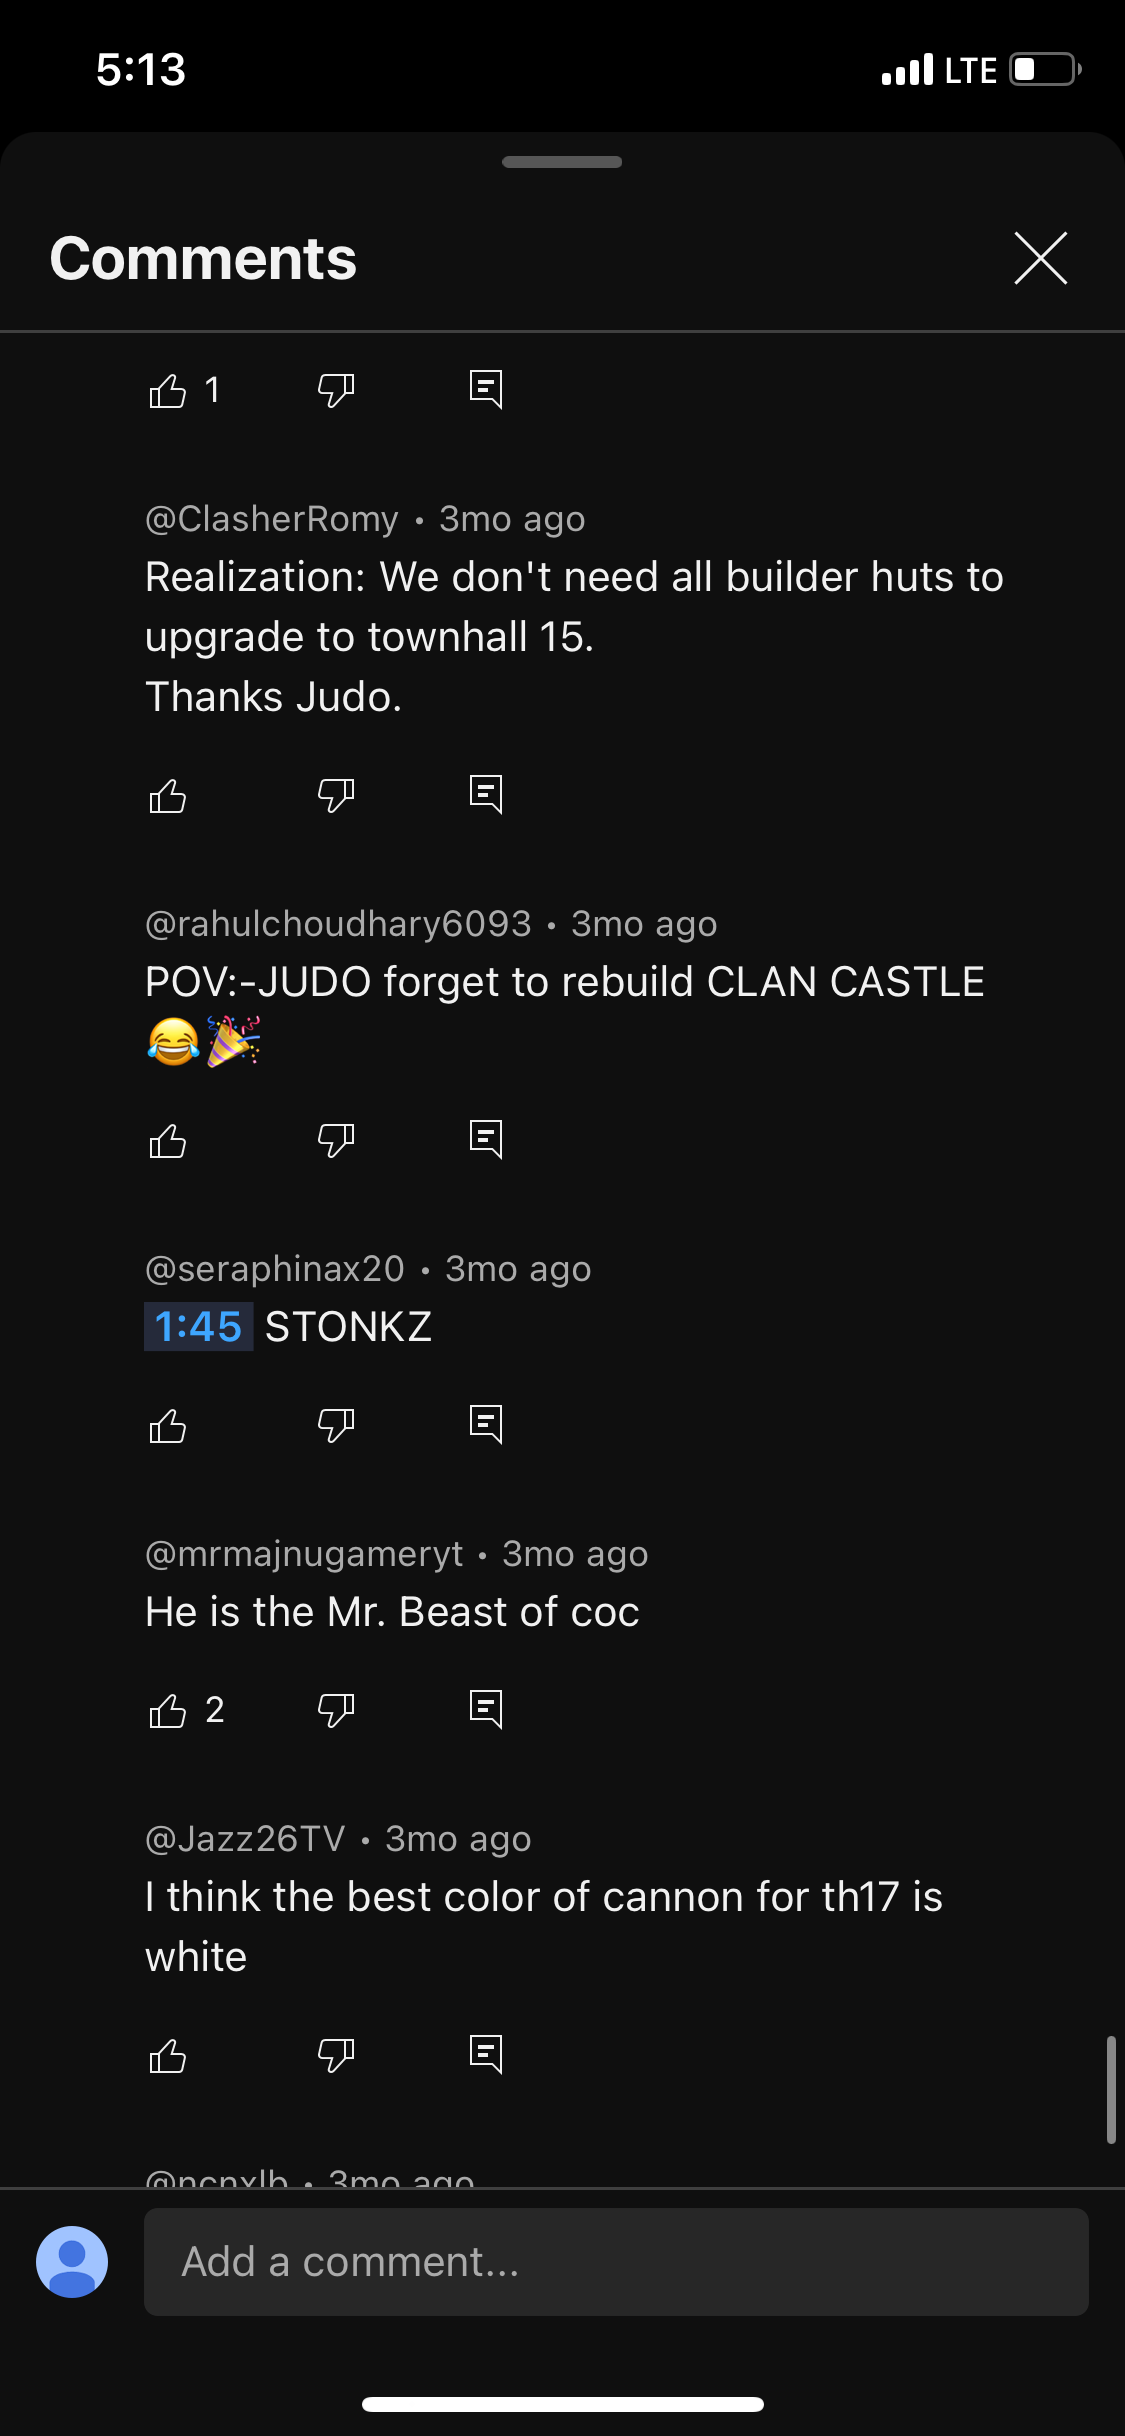 5:13
LTE
Comments
1
@ClasherRomy • 3mo ago
Realization: We don't need all builder huts to
upgrade to townhall 15.
Thanks Judo.
@rahulchoudhary6093 • 3mo ago
POV:-JUDO forget to rebuild CLAN CASTLE
😂🎉
@seraphinax20 • 3mo ago
1:45 STONKZ
@mrmajnugameryt • 3mo ago
He is the Mr. Beast of coc
2
@Jazz26TV • 3mo ago
I think the best color of cannon for th17 is
white
@ncnxlb • 3mo ago
Add a comment...